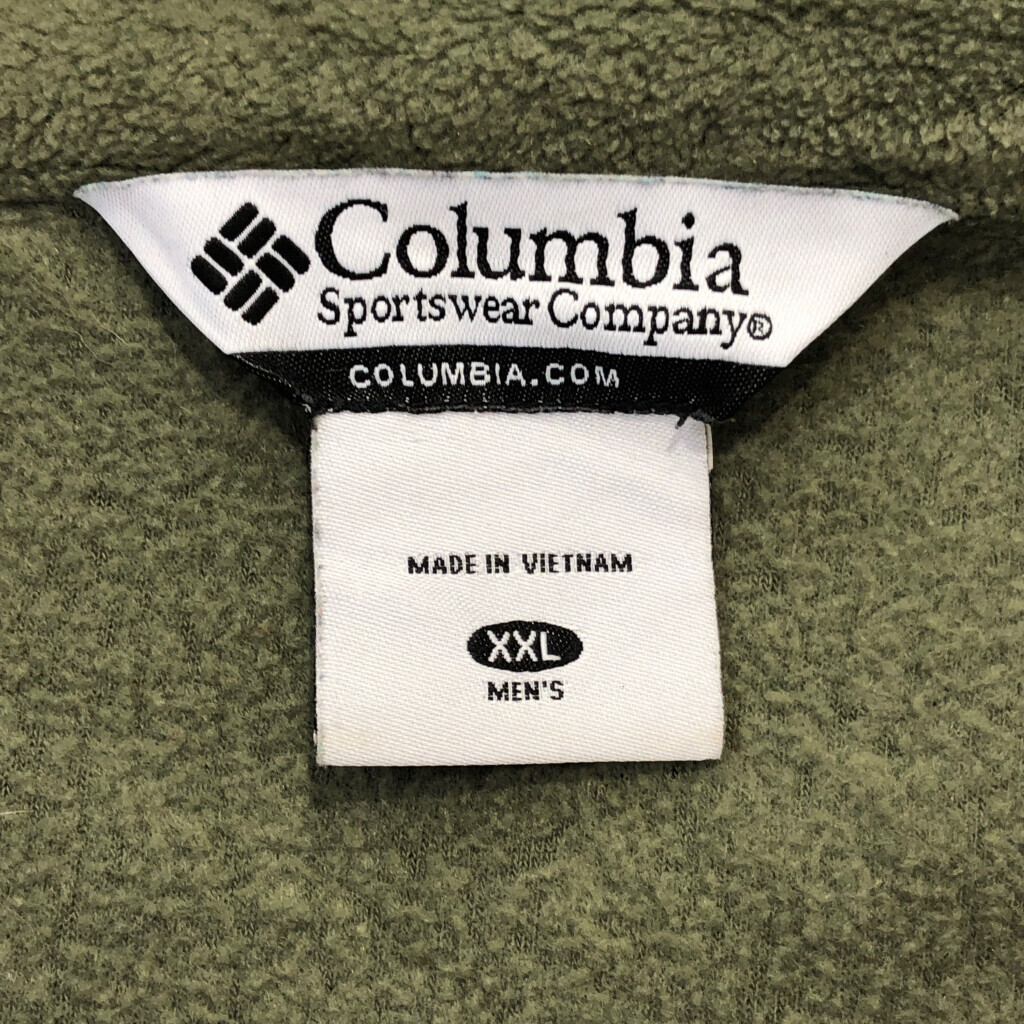 Columbia
Sportswear Company®
COLUMBIA.COM
MADE IN VIETNAM
XXL
MEN'S